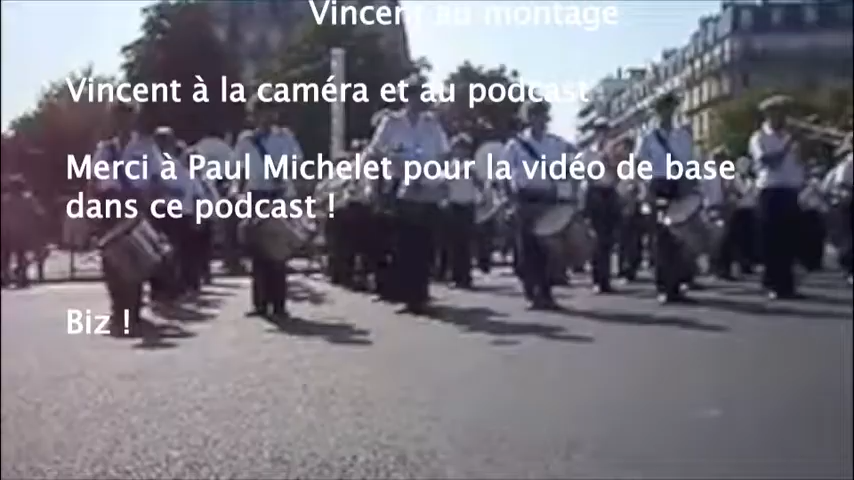 Vincent au montage
Vincent à la caméra et au podcast
Merci à Paul Michelet pour la vidéo de base
dans ce podcast !
Biz !